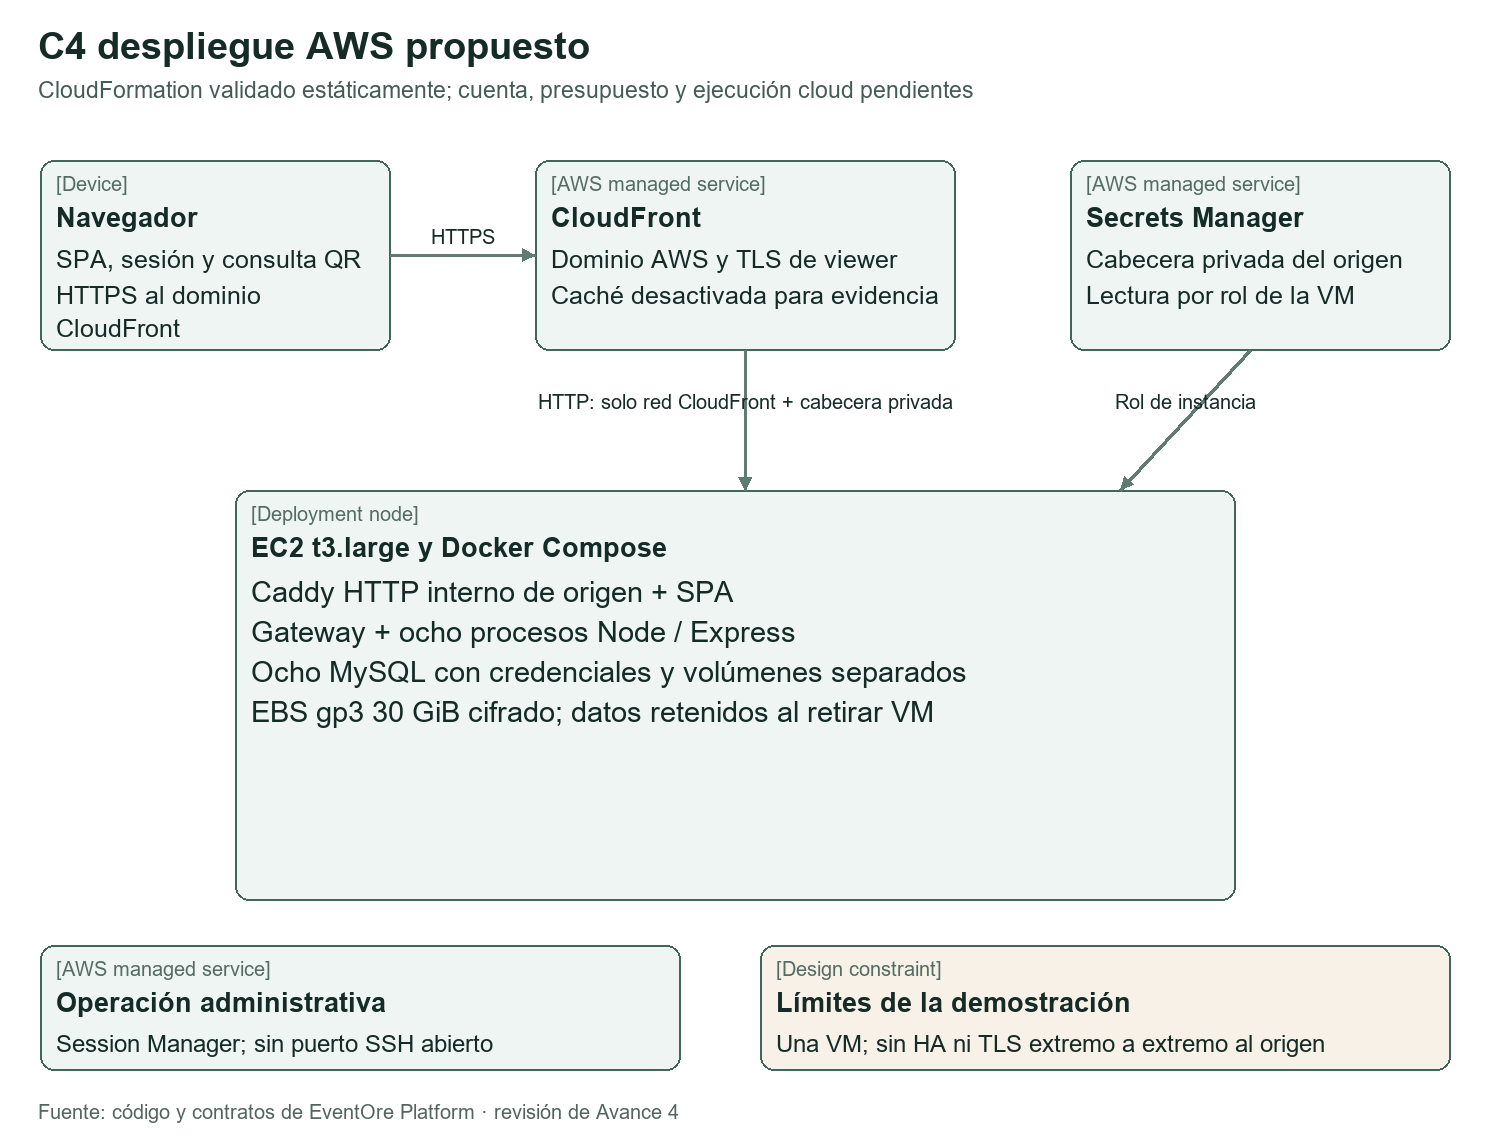 C4 despliegue AWS propuesto
CloudFormation validado estáticamente; cuenta, presupuesto y ejecución cloud pendientes
[Device]
Navegador
SPA, sesión y consulta QR
HTTPS al dominio
CloudFront
HTTPS
[AWS managed service]
CloudFront
Dominio AWS y TLS de viewer
Caché desactivada para evidencia
[AWS managed service]
Secrets Manager
Cabecera privada del origen
Lectura por rol de la VM
HTTP: solo red CloudFront + cabecera privada
Rol de instancia
[Deployment node]
EC2 t3.large y Docker Compose
Caddy HTTP interno de origen + SPA
Gateway + ocho procesos Node / Express
Ocho MySQL con credenciales y volúmenes separados
EBS gp3 30 GiB cifrado; datos retenidos al retirar VM
[AWS managed service]
Operación administrativa
Session Manager; sin puerto SSH abierto
[Design constraint]
Límites de la demostración
Una VM; sin HA ni TLS extremo a extremo al origen
Fuente: código y contratos de EventOre Platform · revisión de Avance 4